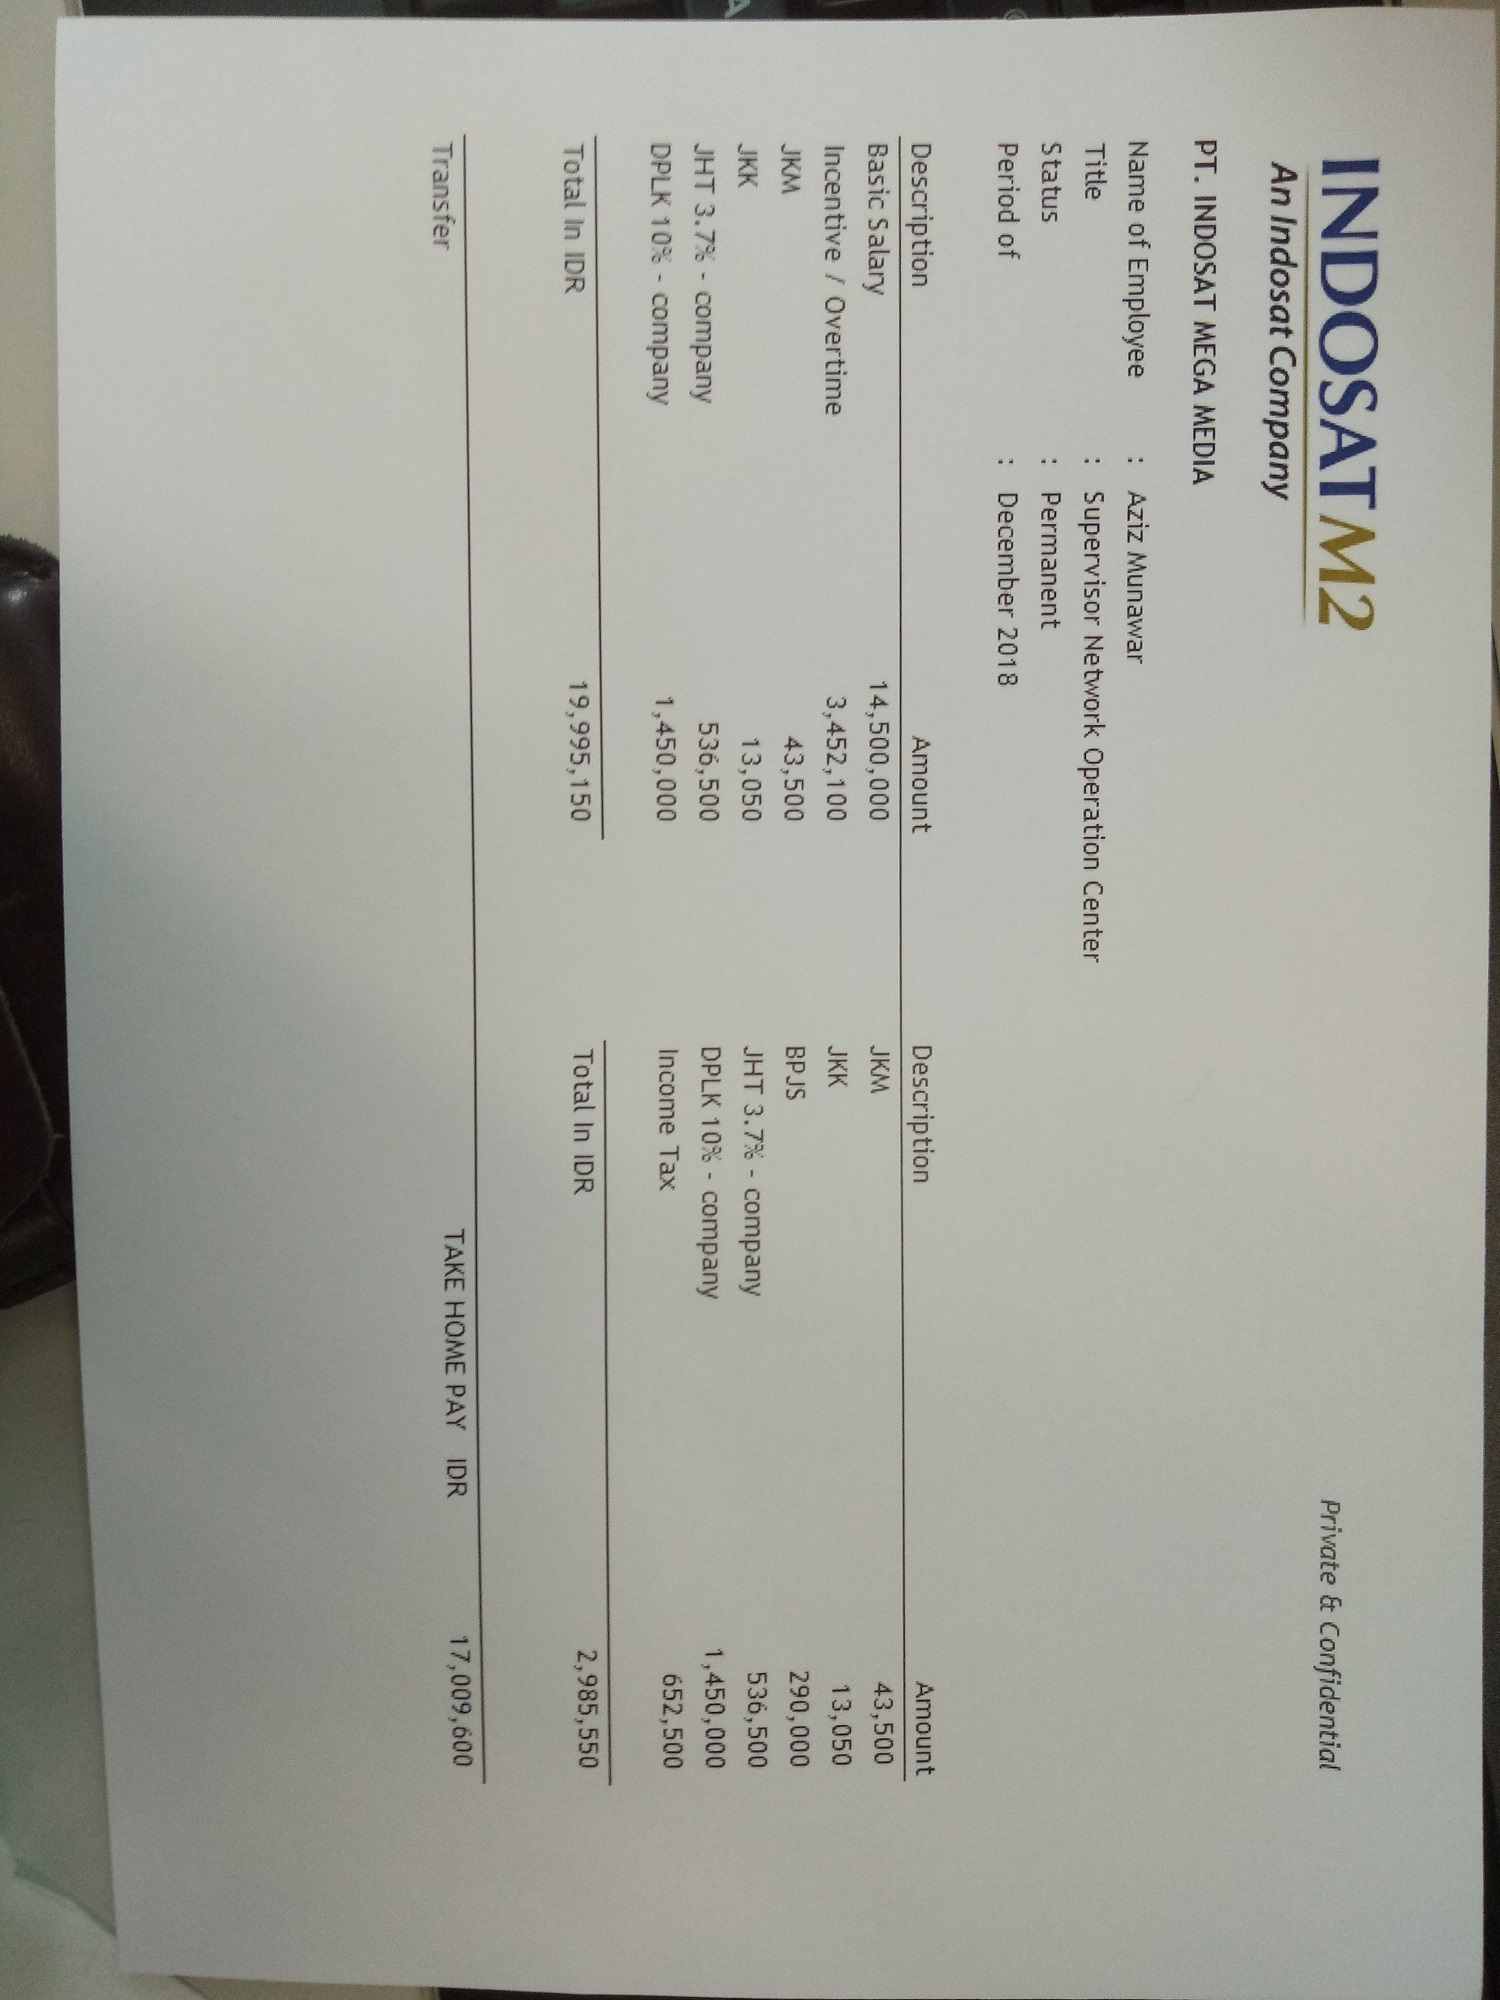 INDOSAT M2
An Indosat Company
Private & Confidential
PT. INDOSAT MEGA MEDIA
Name of Employee : Aziz Munawar
Title : Supervisor Network Operation Center
Status : Permanent
Period of : December 2018
Description Amount Description Amount
Basic Salary 14,500,000 JKM 43,500
Incentive / Overtime 3,452,100 JKK 13,050
JKM 43,500 BPJS 290,000
JKK 13,050 JHT 3.7% - company 536,500
JHT 3.7% - company 536,500 DPLK 10% - company 1,450,000
DPLK 10% - company 1,450,000 Income Tax 652,500
Total In IDR 19,995,150 Total In IDR 2,985,550
Transfer TAKE HOME PAY IDR 17,009,600